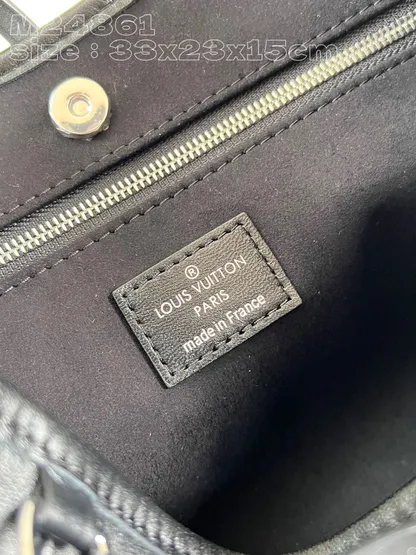 M24861
size : 33x23x15cm
®
LOUIS VUITTON
PARIS
made in France